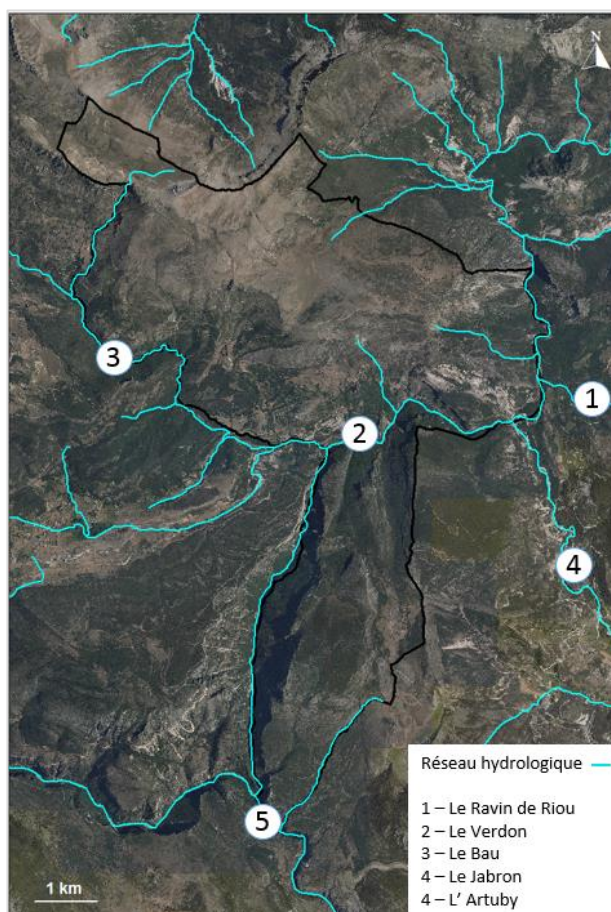 N
3
1
2
4
5
Réseau hydrologique
1 – Le Ravin de Riou
2 – Le Verdon
3 – Le Bau
4 – Le Jabron
4 – L' Artuby
1 km